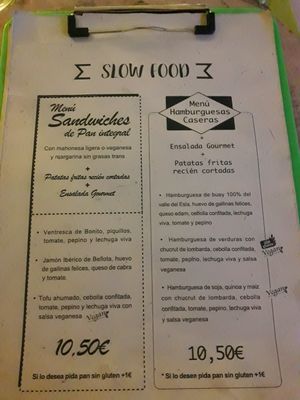 SLOW FOOD
Menú
Sandwiches
de Pan integral
Con mahonesa ligera o veganesa
y margarina sin grasas trans
+
Patatas fritas recién cortadas
+
Ensalada Gourmet
• Ventresca de Bonito, piquillos,
tomate, pepino y lechuga viva
• Jamón Ibérico de Bellota, huevo
de gallinas felices, queso de cabra
y tomate.
• Tofu ahumado, cebolla confitada,
tomate, pepino y lechuga viva con
salsa veganesa
Vegan
10,50€
* Si lo desea pida pan sin gluten +1€
Menú
Hamburguesas
Caseras
+
Ensalada Gourmet
+
Patatas fritas
recién cortadas
• Hamburguesa de buey 100% del
valle del Esla, huevo de gallinas felices,
queso edam, cebolla confitada, lechuga
viva, tomate y pepino
• Hamburguesa de verduras con
chucrut de lombarda, cebolla confitada,
tomate, pepino, lechuga viva y salsa
veganesa
Vegan
• Hamburguesa de soja, quinoa y maiz
con chucrut de lombarda, cebolla
confitada, tomate, pepino, lechuga viva
y salsa veganesa
Vegan
10,50€
* Si lo desea pida pan sin gluten +1€